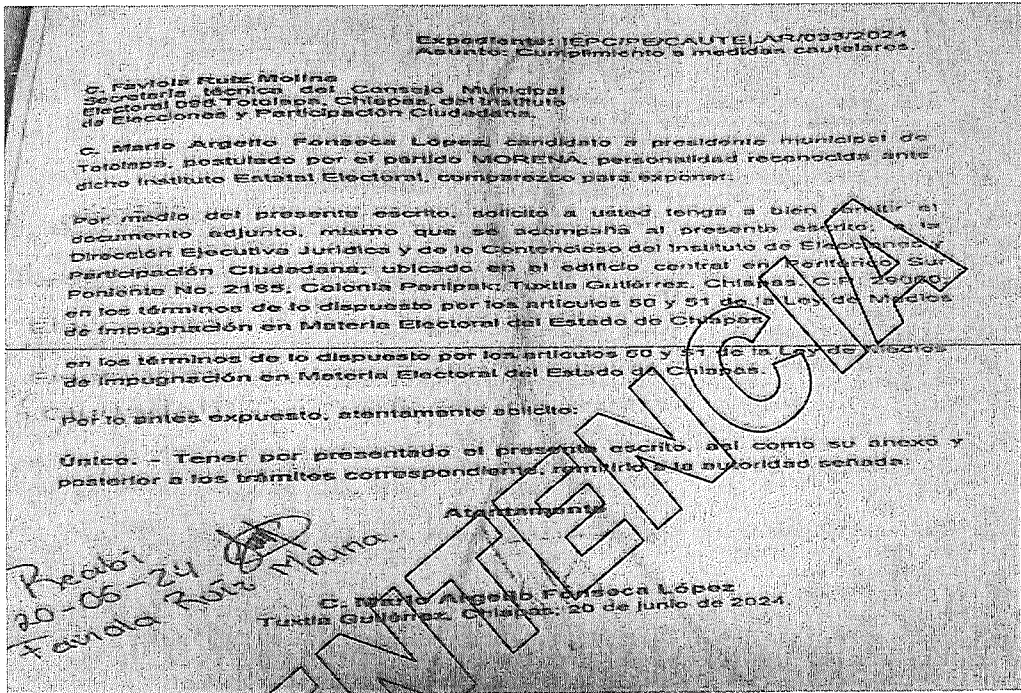 Expediente: IEPC/PE/CAUTELAR/033/2024
Asunto: Cumplimiento a medidas cautelares.
C. Faviola Ruiz Molina
Secretaria técnica del Consejo Municipal
Electoral 098 Totolapa, Chiapas, del Instituto
de Elecciones y Participación Ciudadana.
C. Mario Argelio Fonseca López, candidato a presidente municipal de
Totolapa, postulado por el partido MORENA, personalidad reconocida ante
dicho Instituto Estatal Electoral, comparezco para exponer:
Por medio del presente escrito, solicito a usted tenga a bien remitir el
documento adjunto, mismo que se acompaña al presente escrito, a la
Dirección Ejecutiva Jurídica y de lo Contencioso del Instituto de Elecciones y
Participación Ciudadana, ubicado en el edificio central en Periférico Sur
Poniente No. 2185, Colonia Penipak; Tuxtla Gutiérrez, Chiapas, C.P. 29060,
en los términos de lo dispuesto por los artículos 50 y 51 de la Ley de Medios
de Impugnación en Materia Electoral del Estado de Chiapas.
en los términos de lo dispuesto por los artículos 50 y 51 de la Ley de Medios
de Impugnación en Materia Electoral del Estado de Chiapas.
Por lo antes expuesto, atentamente solicito:
Único. – Tener por presentado el presente escrito, así como su anexo y
posterior a los trámites correspondiente, remitirlo a la autoridad señada.
Atentamente
Recibí
20-06-24
Faviola Ruíz Molina.
C. Mario Argelio Fonseca López
Tuxtla Gutiérrez, Chiapas; 20 de junio de 2024.
ENTENCIA